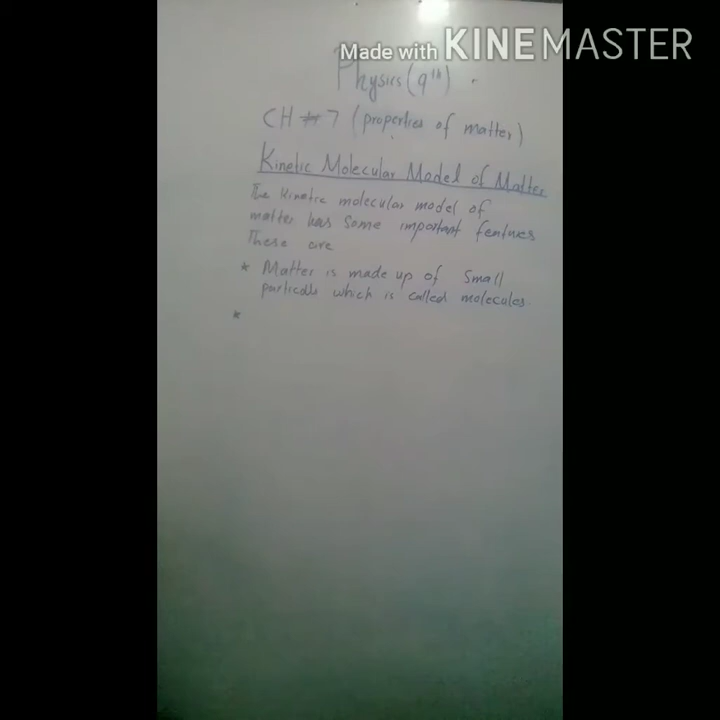 Made with KINEMASTER
Physics (9th)
CH # 7 (properties of matter)
Kinetic Molecular Model of Matter
The Kinetic molecular model of
matter has some important features
These are
* Matter is made up of Small
which is called molecules.
*